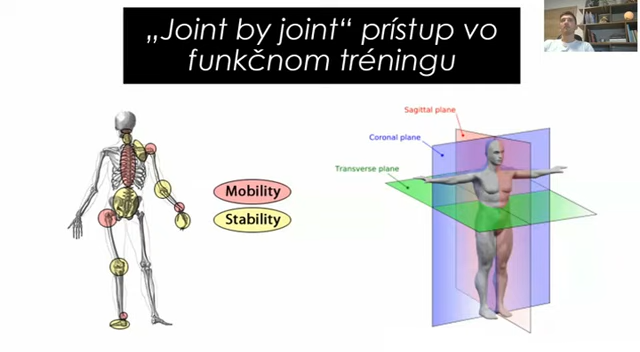 „Joint by joint“ prístup vo
funkčnom tréningu
Sagittal plane
Coronal plane
Transverse plane
Mobility
Stability